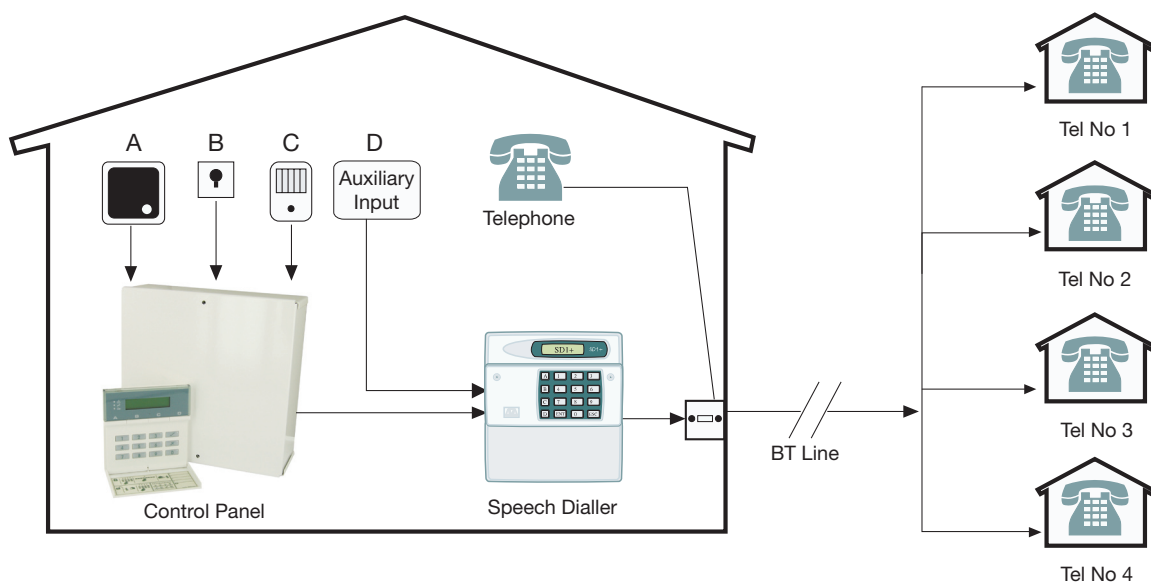 Tel No 1
A
B
C
D
Auxiliary
Input
Telephone
Tel No 2
SD1+
SD1+
Tel No 3
BT Line
Control Panel
Speech Dialler
Tel No 4